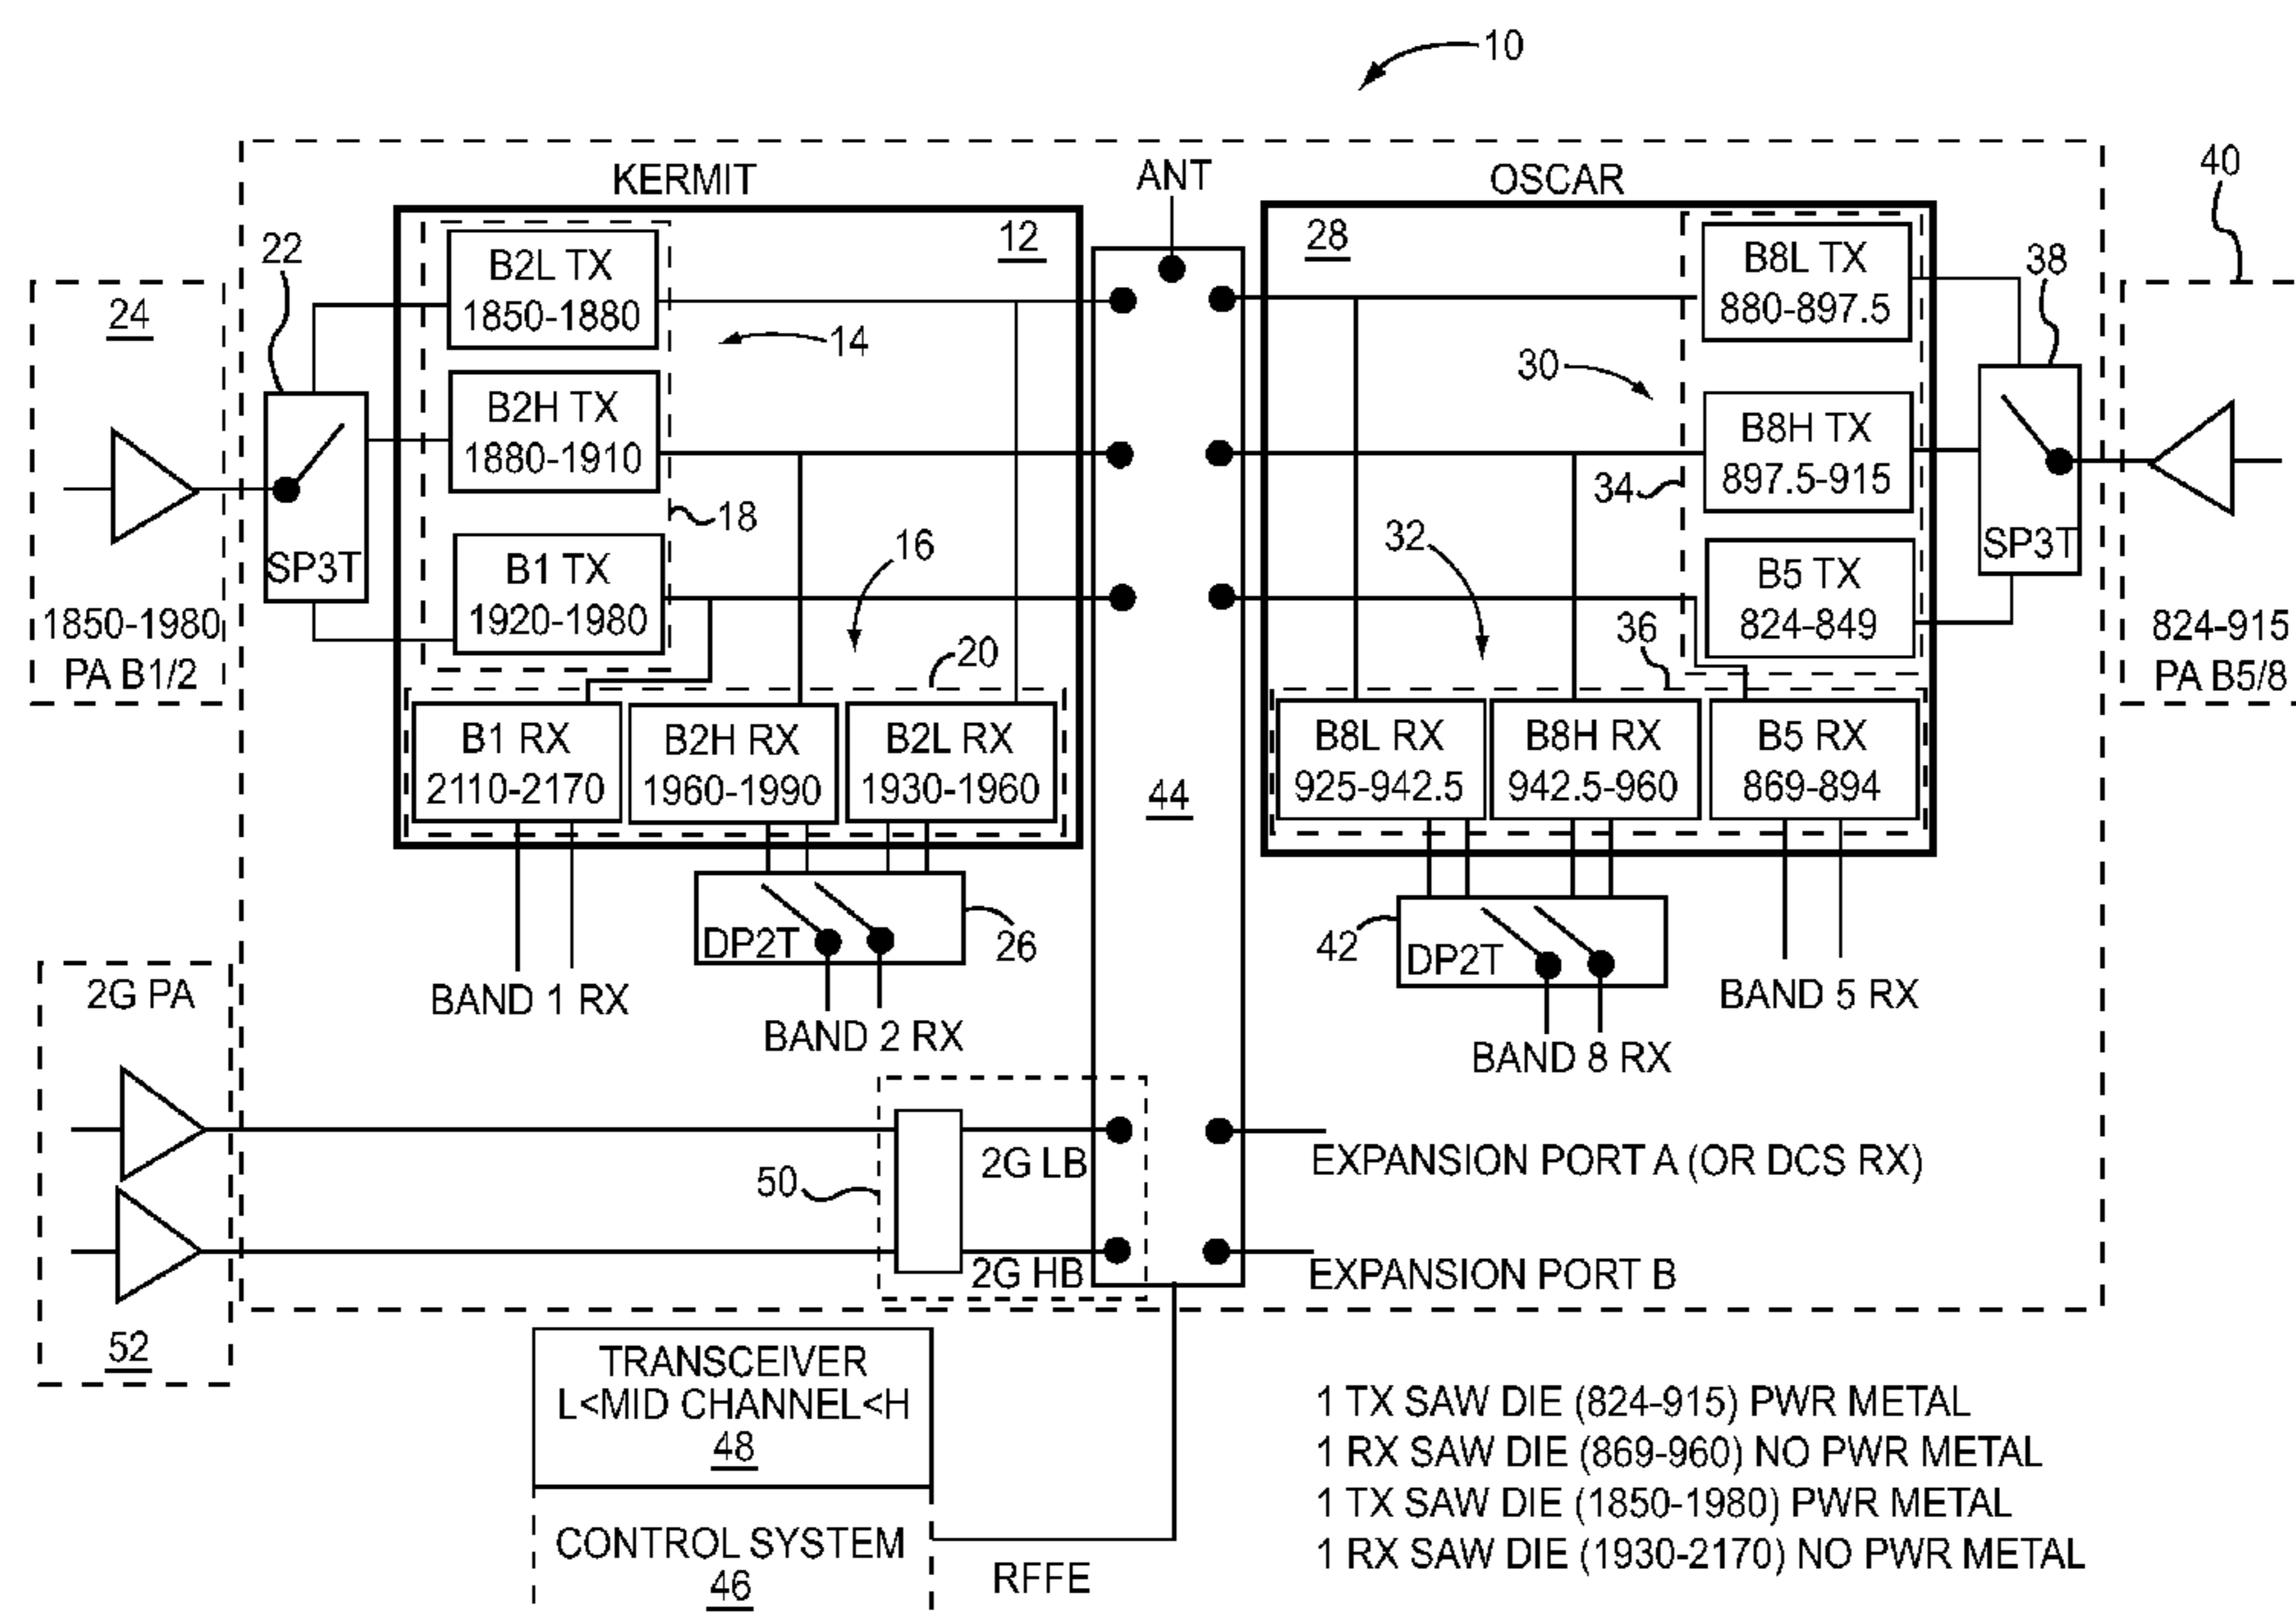 10
KERMIT
ANT
OSCAR
40
22
12
28
38
24
B2L TX
1850-1880
14
B8L TX
880-897.5
30
B2H TX
1880-1910
B8H TX
897.5-915
34
18
16
32
SP3T
SP3T
B1 TX
1920-1980
B5 TX
824-849
1850-1980
PA B1/2
20
36
824-915
PA B5/8
B1 RX
2110-2170
B2H RX
1960-1990
B2L RX
1930-1960
44
B8L RX
925-942.5
B8H RX
942.5-960
B5 RX
869-894
DP2T
26
42
DP2T
2G PA
BAND 1 RX
BAND 2 RX
BAND 5 RX
BAND 8 RX
50
2G LB
EXPANSION PORT A (OR DCS RX)
2G HB
EXPANSION PORT B
52
TRANSCEIVER
L<MID CHANNEL<H
48
CONTROL SYSTEM
46
RFFE
1 TX SAW DIE (824-915) PWR METAL
1 RX SAW DIE (869-960) NO PWR METAL
1 TX SAW DIE (1850-1980) PWR METAL
1 RX SAW DIE (1930-2170) NO PWR METAL